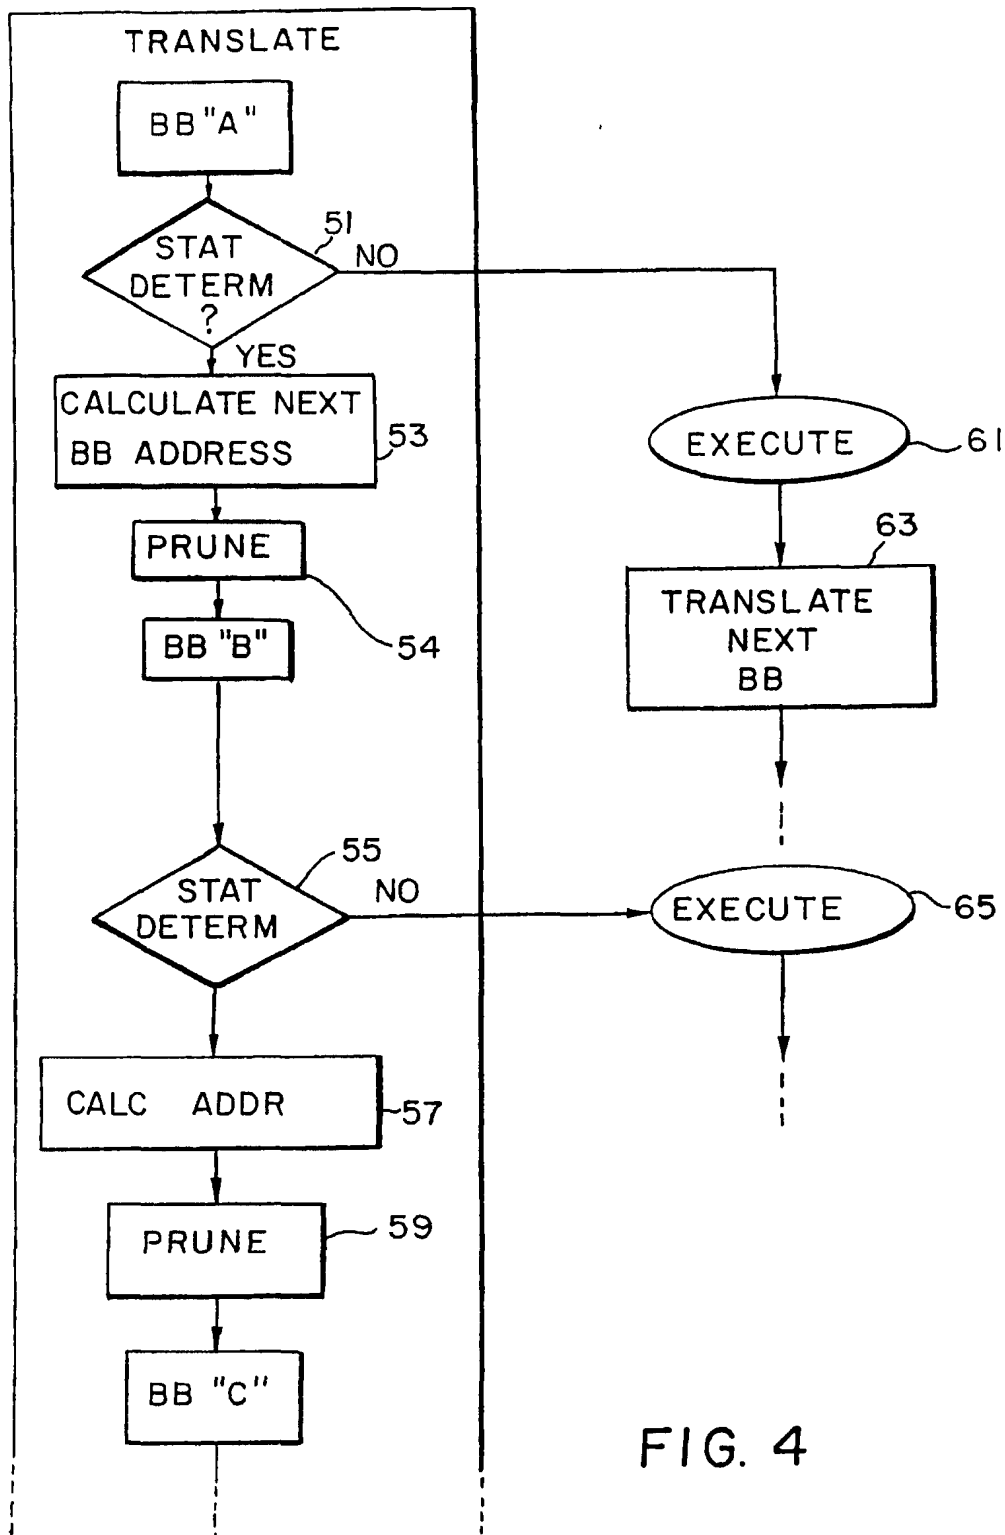 TRANSLATE
BB "A"
51
STAT
DETERM
?
NO
YES
CALCULATE NEXT
BB ADDRESS
53
PRUNE
54
BB "B"
EXECUTE
61
63
TRANSLATE
NEXT
BB
55
STAT
DETERM
NO
EXECUTE
65
CALC ADDR
57
PRUNE
59
BB "C"
FIG. 4